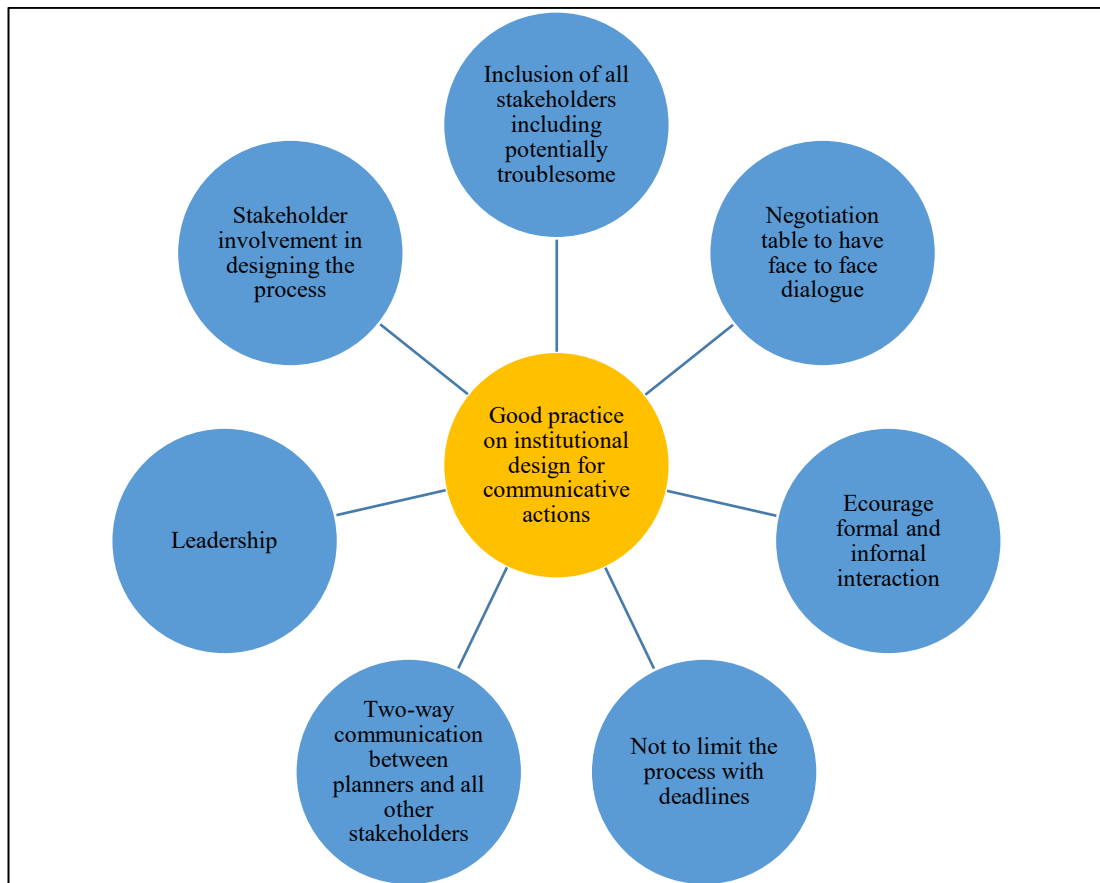 Inclusion of all
stakeholders
including
potentially
troublesome
Negotiation
table to have
face to face
dialogue
Ecourage
formal and
infornal
interaction
Not to limit the
process with
deadlines
Two-way
communication
between
planners and all
other
stakeholders
Leadership
Stakeholder
involvement in
designing the
process
Good practice
on institutional
design for
communicative
actions